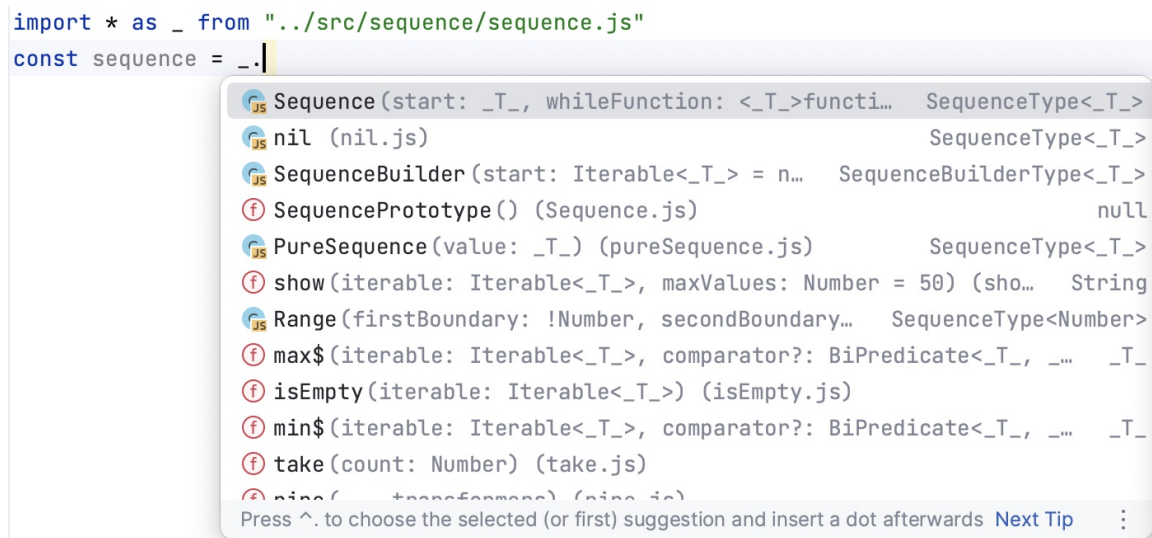 import * as _ from "../src/sequence/sequence.js"
const sequence = _.
Sequence(start: _T_, whileFunction: <_T_>functi… SequenceType<_T_>
nil (nil.js) SequenceType<_T_>
SequenceBuilder(start: Iterable<_T_> = n… SequenceBuilderType<_T_>
SequencePrototype() (Sequence.js) null
PureSequence(value: _T_) (pureSequence.js) SequenceType<_T_>
show(iterable: Iterable<_T_>, maxValues: Number = 50) (sho… String
Range(firstBoundary: !Number, secondBoundary… SequenceType<Number>
max$(iterable: Iterable<_T_>, comparator?: BiPredicate<_T_, _… _T_
isEmpty(iterable: Iterable<_T_>) (isEmpty.js)
min$(iterable: Iterable<_T_>, comparator?: BiPredicate<_T_, _… _T_
take(count: Number) (take.js)
pipe(...transformers) (pipe.js)
Press ^. to choose the selected (or first) suggestion and insert a dot afterwards Next Tip